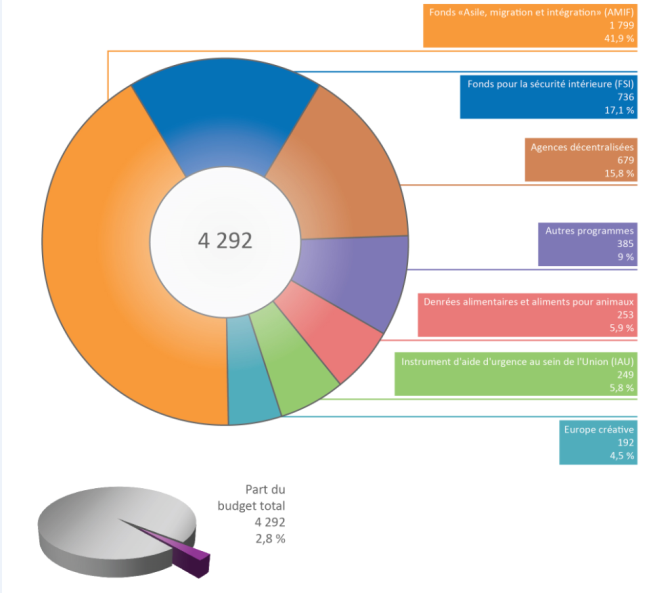 Fonds «Asile, migration et intégration» (AMIF)
1 799
41,9 %
Fonds pour la sécurité intérieure (FSI)
736
17,1 %
Agences décentralisées
679
15,8 %
4 292
Autres programmes
385
9 %
Denrées alimentaires et aliments pour animaux
253
5,9 %
Instrument d'aide d'urgence au sein de l'Union (IAU)
249
5,8 %
Europe créative
192
4,5 %
Part du
budget total
4 292
2,8 %